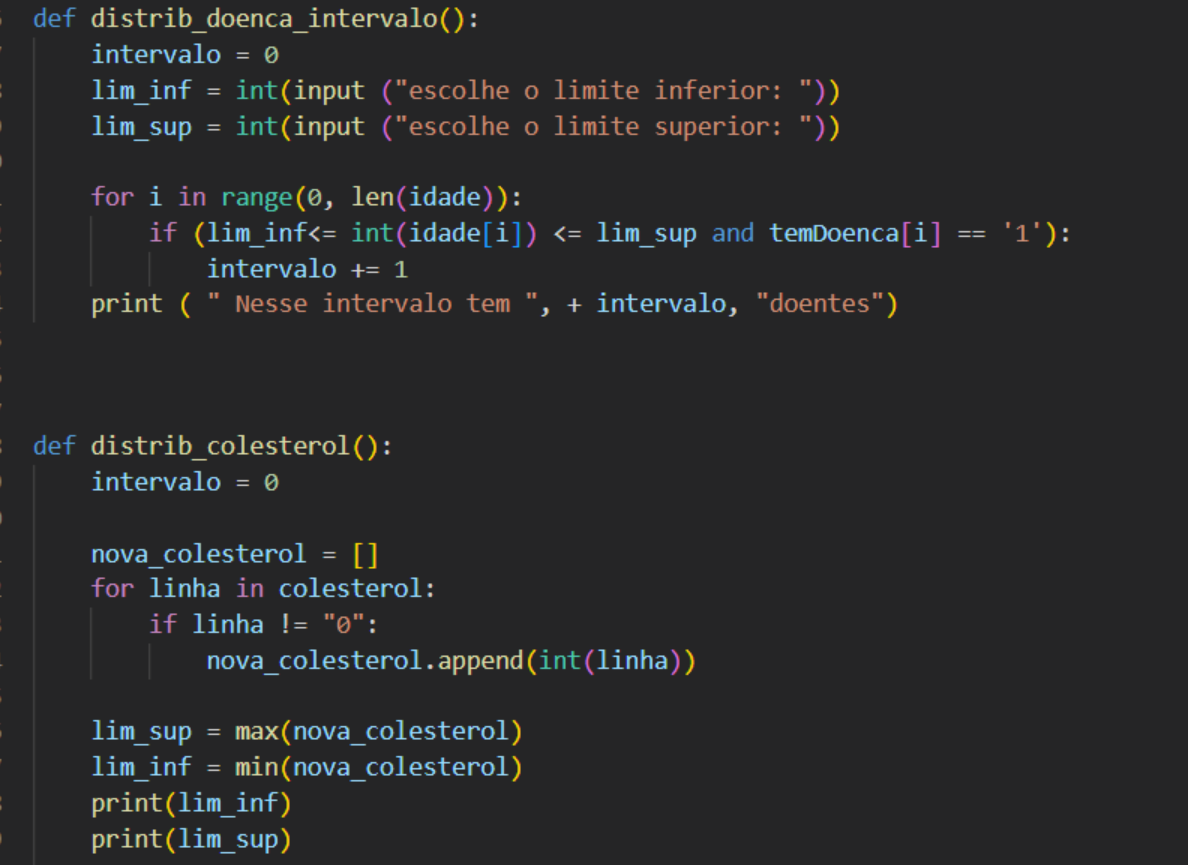 def distrib_doenca_intervalo():
    intervalo = 0
    lim_inf = int(input ("escolhe o limite inferior: "))
    lim_sup = int(input ("escolhe o limite superior: "))
    for i in range(0, len(idade)):
        if (lim_inf<= int(idade[i]) <= lim_sup and temDoenca[i] == '1'):
            intervalo += 1
    print ( " Nesse intervalo tem ", + intervalo, "doentes")
def distrib_colesterol():
    intervalo = 0
    nova_colesterol = []
    for linha in colesterol:
        if linha != "0":
            nova_colesterol.append(int(linha))
    lim_sup = max(nova_colesterol)
    lim_inf = min(nova_colesterol)
    print(lim_inf)
    print(lim_sup)